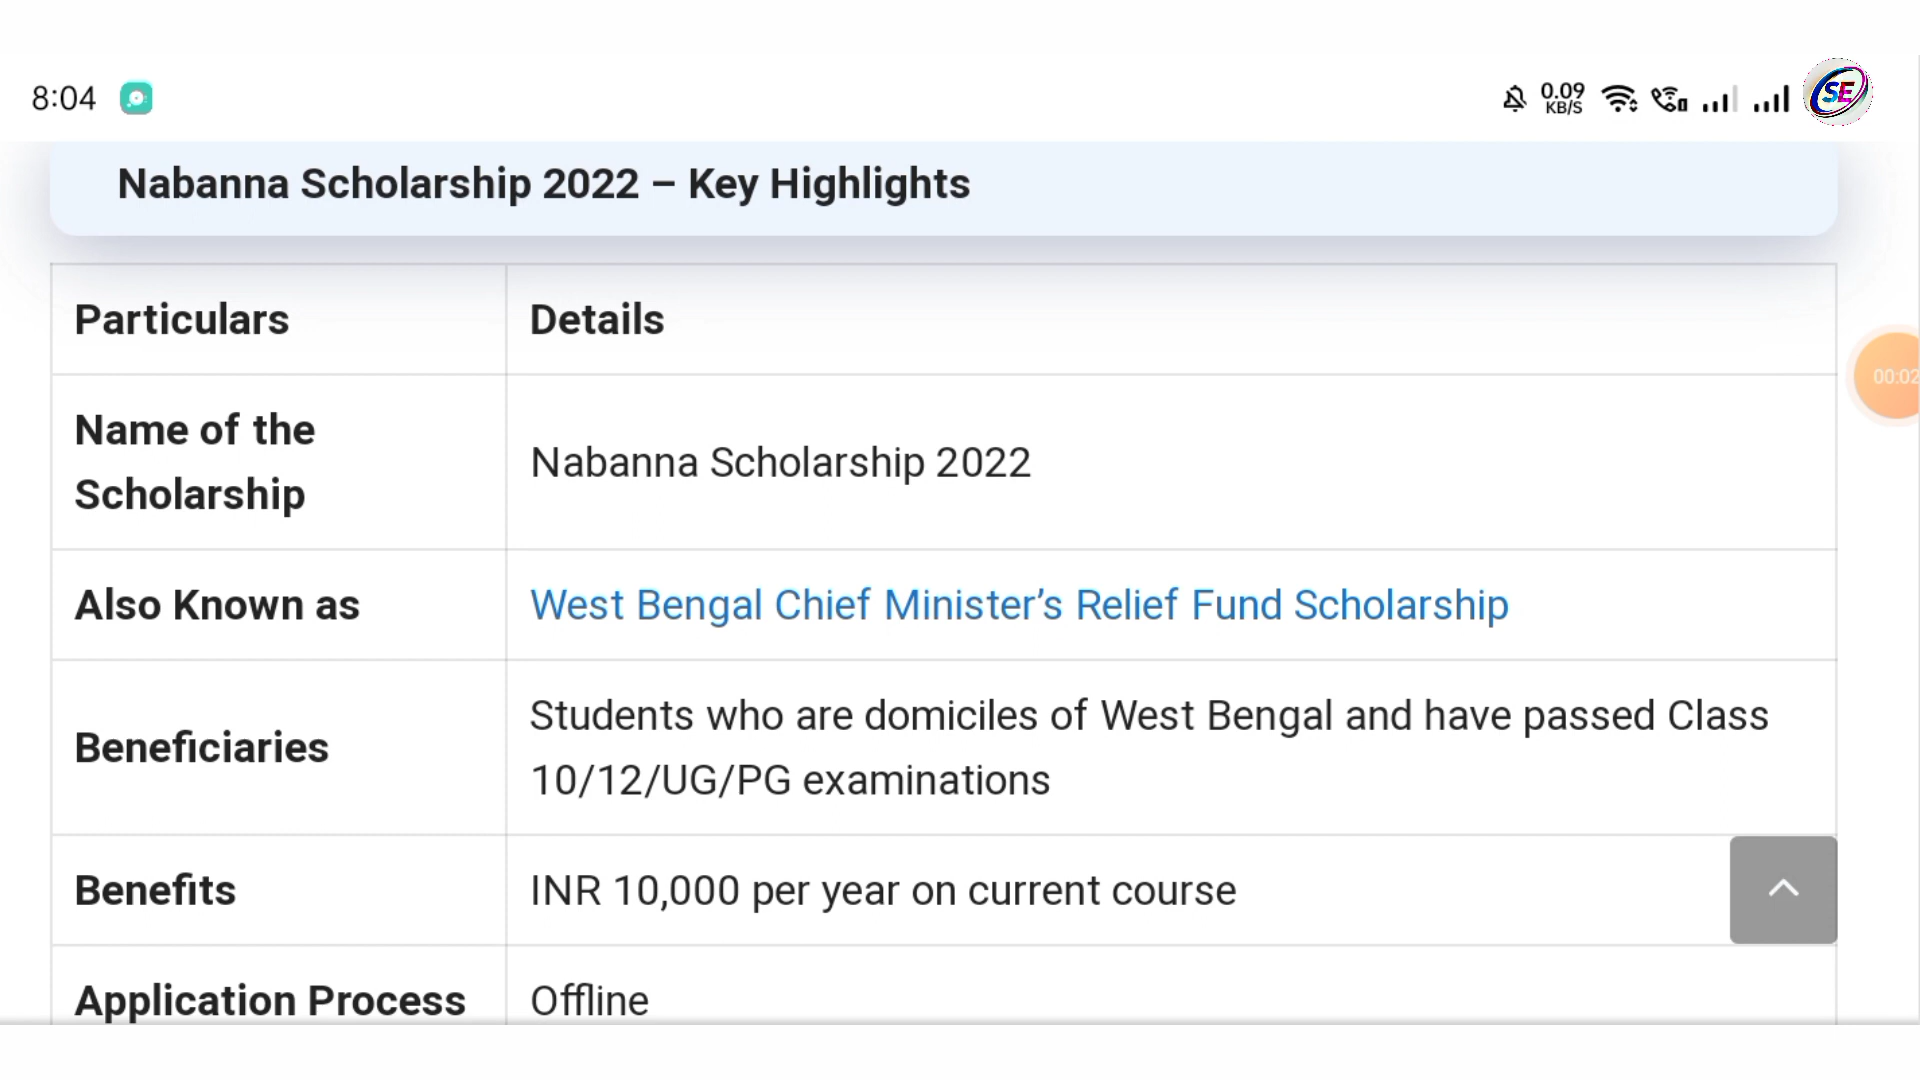 8:04
0.09
KB/S
SE
Nabanna Scholarship 2022 – Key Highlights
00:02
Particulars
Details
Name of the
Scholarship
Nabanna Scholarship 2022
Also Known as
West Bengal Chief Minister’s Relief Fund Scholarship
Beneficiaries
Students who are domiciles of West Bengal and have passed Class
10/12/UG/PG examinations
Benefits
INR 10,000 per year on current course
Application Process
Offline